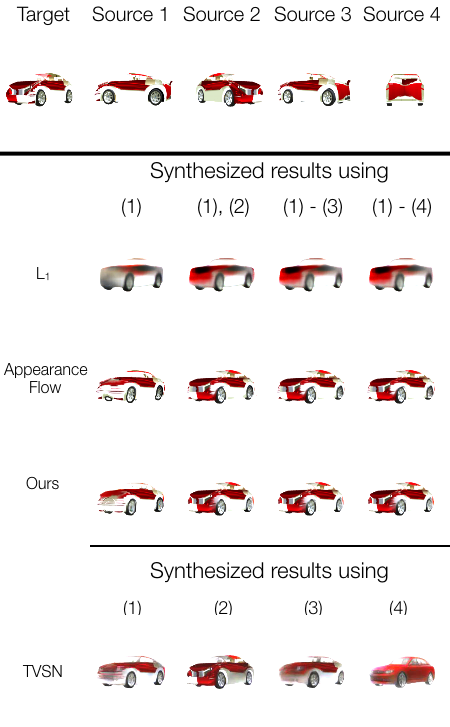 Target Source 1 Source 2 Source 3 Source 4
Synthesized results using
(1) (1), (2) (1) - (3) (1) - (4)
L₁
Appearance
Flow
Ours
Synthesized results using
(1) (2) (3) (4)
TVSN